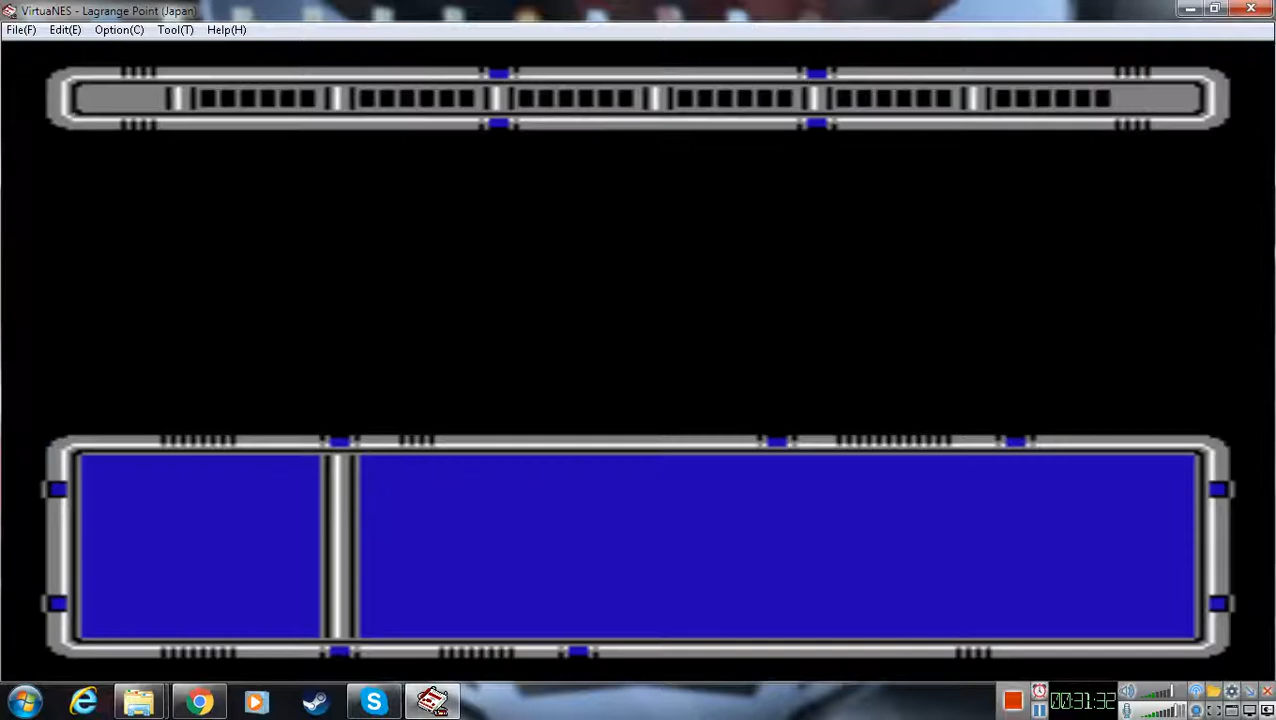 VirtuaNES - Lagrange Point (Japan)
File(F) Edit(E) Option(C) Tool(T) Help(H)
00:31:32